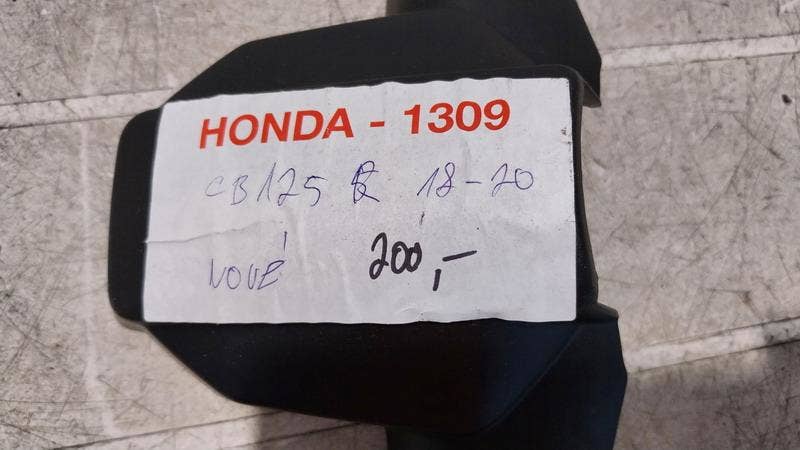 HONDA - 1309
CB125 R 18-20
NOVÉ 200,-